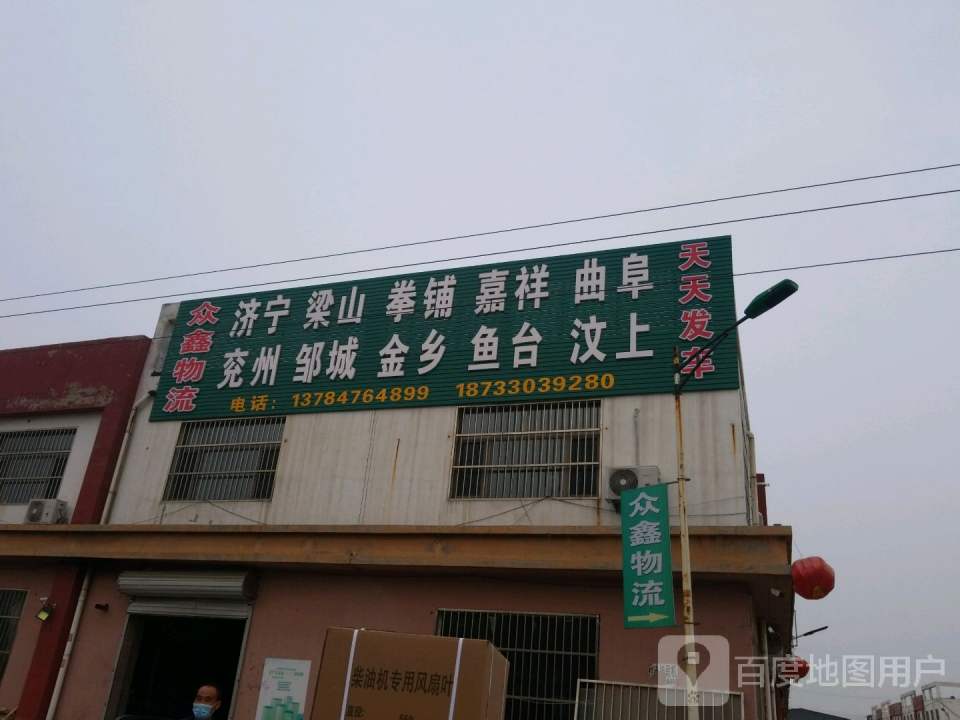 众鑫物流
济宁 梁山 拳铺 嘉祥 曲阜
兖州 邹城 金乡 鱼台 汶上
电话：13784764899 18733039280
天天发车
众鑫物流
柴油机专用风扇叶
百度地图用户